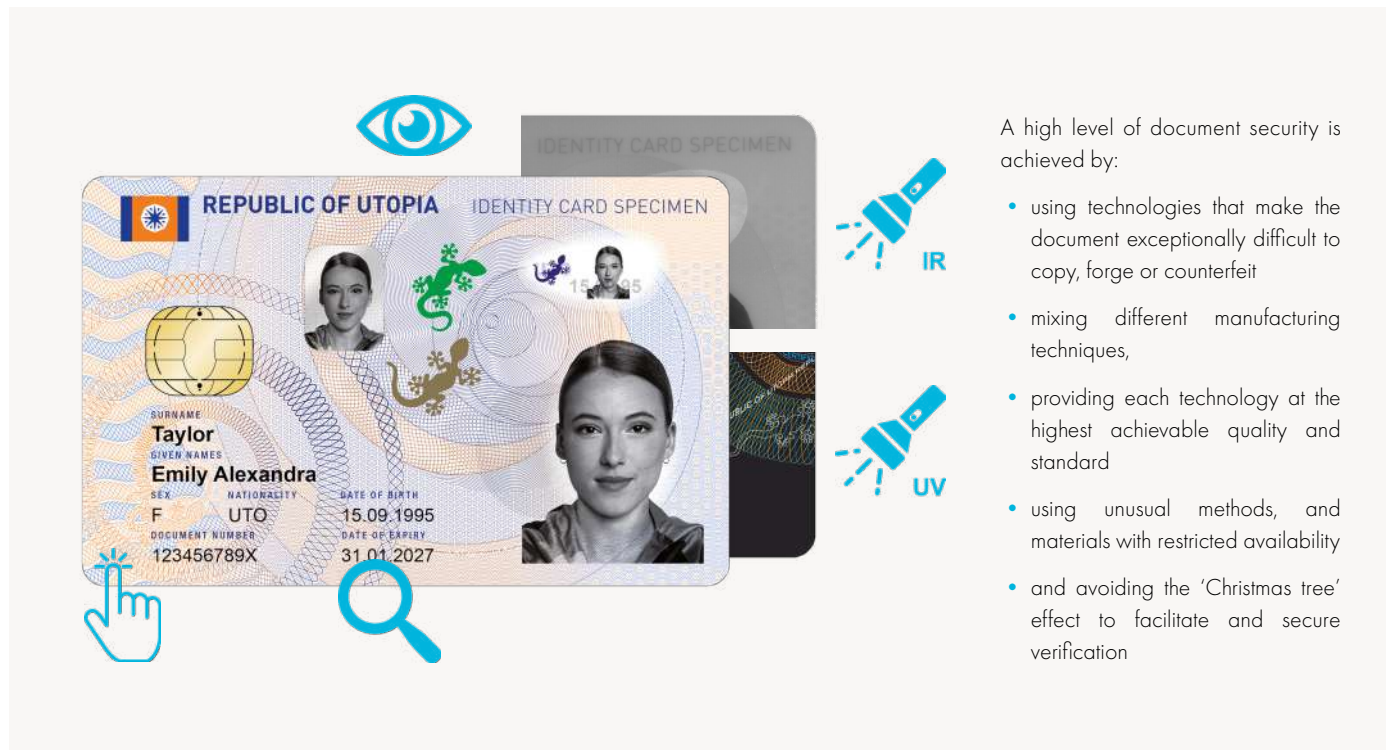 IDENTITY CARD SPECIMEN
REPUBLIC OF UTOPIA IDENTITY CARD SPECIMEN
IR
SURNAME
Taylor
GIVEN NAMES
Emily Alexandra
SEX NATIONALITY DATE OF BIRTH
F UTO 15.09.1995
DOCUMENT NUMBER DATE OF EXPIRY
123456789X 31.01.2027
UV
A high level of document security is
achieved by:
• using technologies that make the
document exceptionally difficult to
copy, forge or counterfeit
• mixing different manufacturing
techniques,
• providing each technology at the
highest achievable quality and
standard
• using unusual methods, and
materials with restricted availability
• and avoiding the ‘Christmas tree’
effect to facilitate and secure
verification